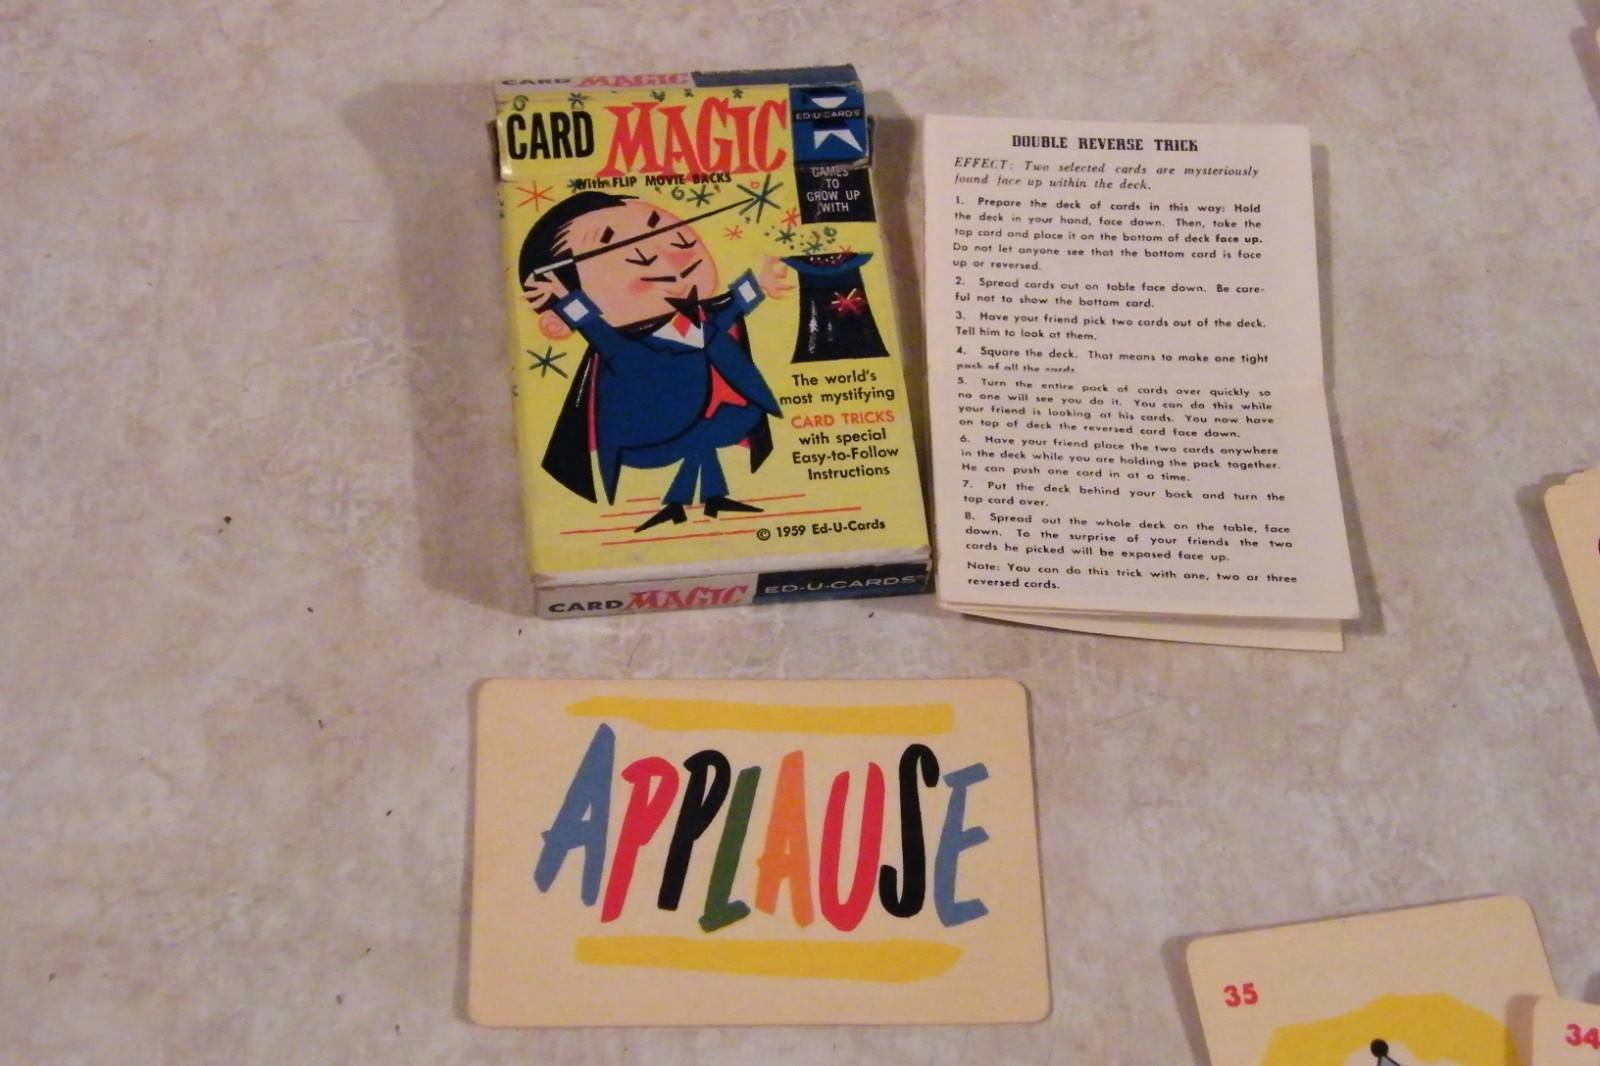 CARD MAGIC
CARD MAGIC
With FLIP MOVIE BACKS
ED-U-CARDS
GAMES
TO
GROW UP
WITH
The world's
most mystifying
CARD TRICKS
with special
Easy-to-Follow
Instructions
© 1959 Ed-U-Cards
CARD MAGIC ED-U-CARDS
DOUBLE REVERSE TRICK
EFFECT: Two selected cards are mysteriously
found face up within the deck.
1. Prepare the deck of cards in this way: Hold
the deck in your hand, face down. Then, take the
top card and place it on the bottom of deck face up.
Do not let anyone see that the bottom card is face
up or reversed.
2. Spread cards out on table face down. Be care-
ful not to show the bottom card.
3. Have your friend pick two cards out of the deck.
Tell him to look at them.
4. Square the deck. That means to make one tight
pack of all the cards
5. Turn the entire pack of cards over quickly so
no one will see you do it. You can do this while
your friend is looking at his cards. You now have
on top of deck the reversed card face down.
6. Have your friend place the two cards anywhere
in the deck while you are holding the pack together.
He can push one card in at a time.
7. Put the deck behind your back and turn the
top card over.
8. Spread out the whole deck on the table, face
down. To the surprise of your friends the two
cards he picked will be exposed face up.
Note: You can do this trick with one, two or three
reversed cards.
APPLAUSE
35
34